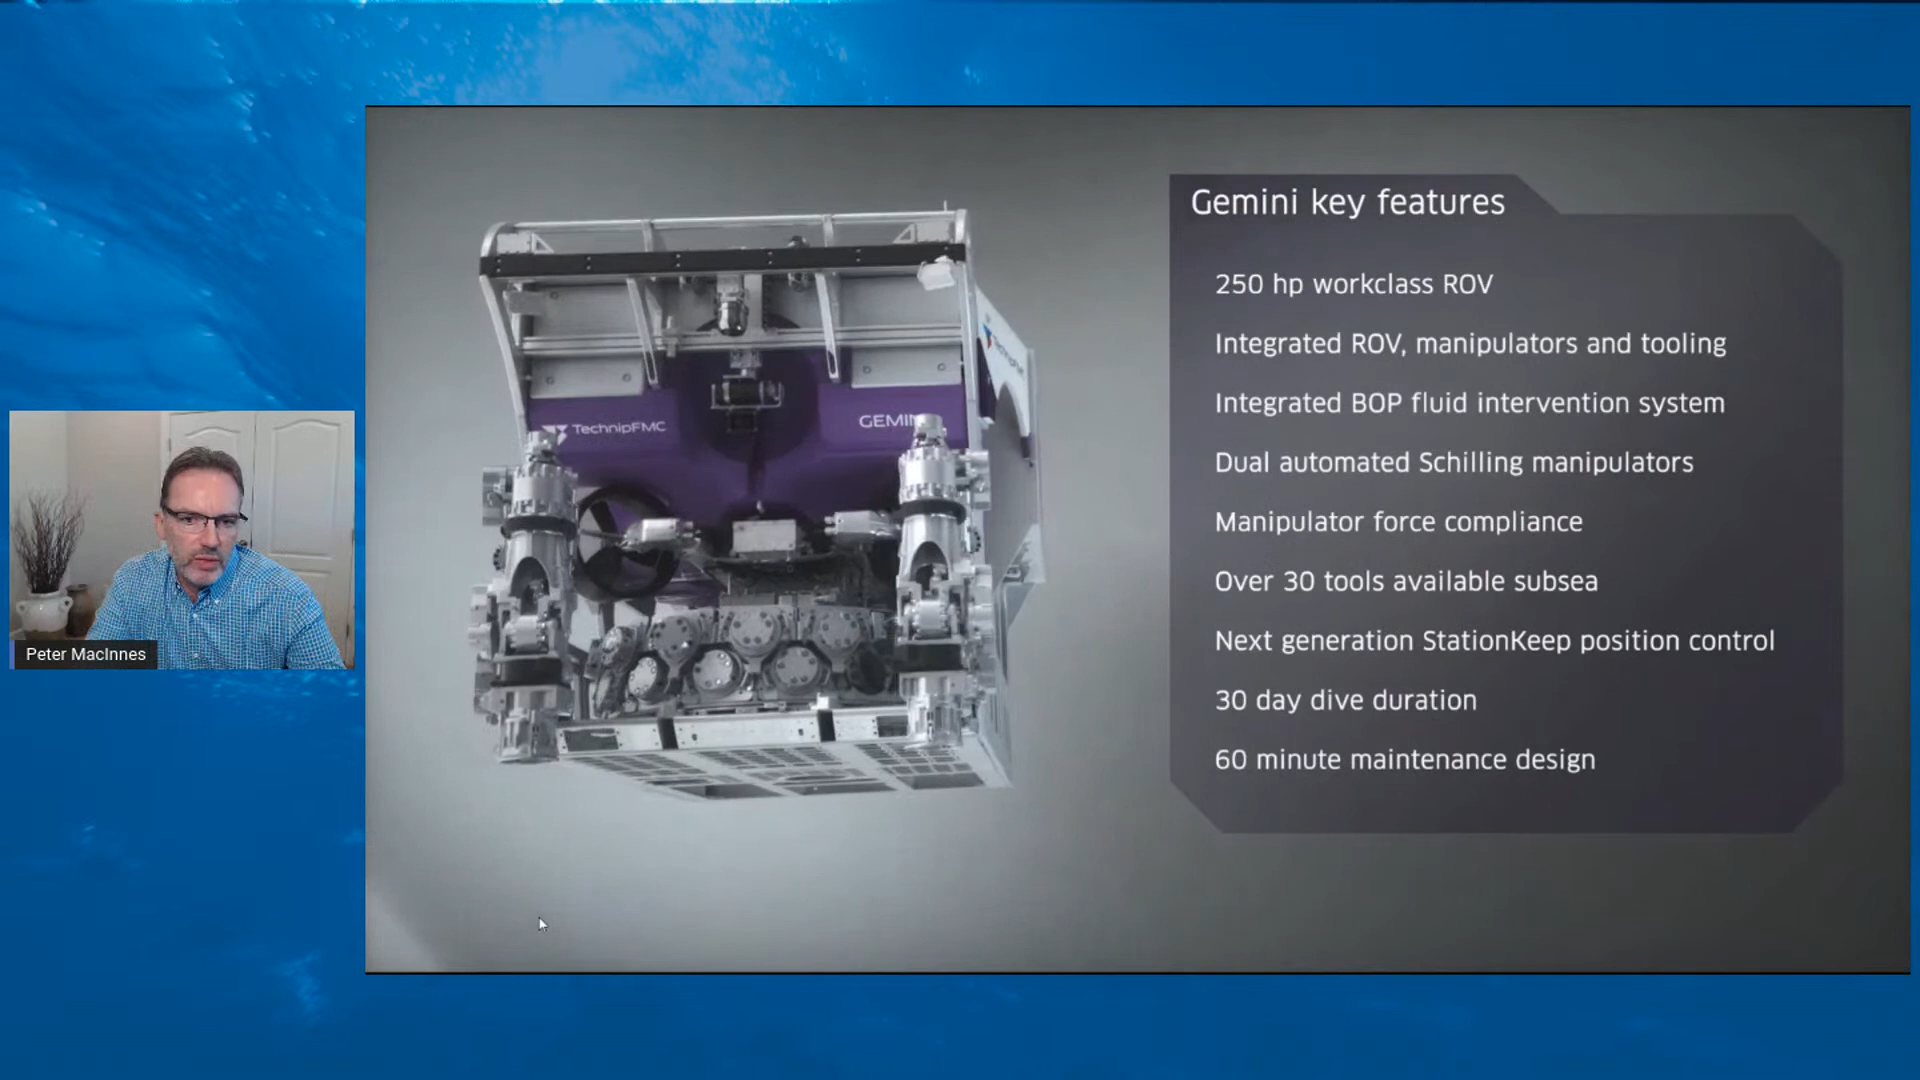 Gemini key features
250 hp workclass ROV
Integrated ROV, manipulators and tooling
Integrated BOP fluid intervention system
Dual automated Schilling manipulators
Manipulator force compliance
Over 30 tools available subsea
Next generation StationKeep position control
30 day dive duration
60 minute maintenance design
TechnipFMC
GEMINI
TechnipFMC
Peter MacInnes